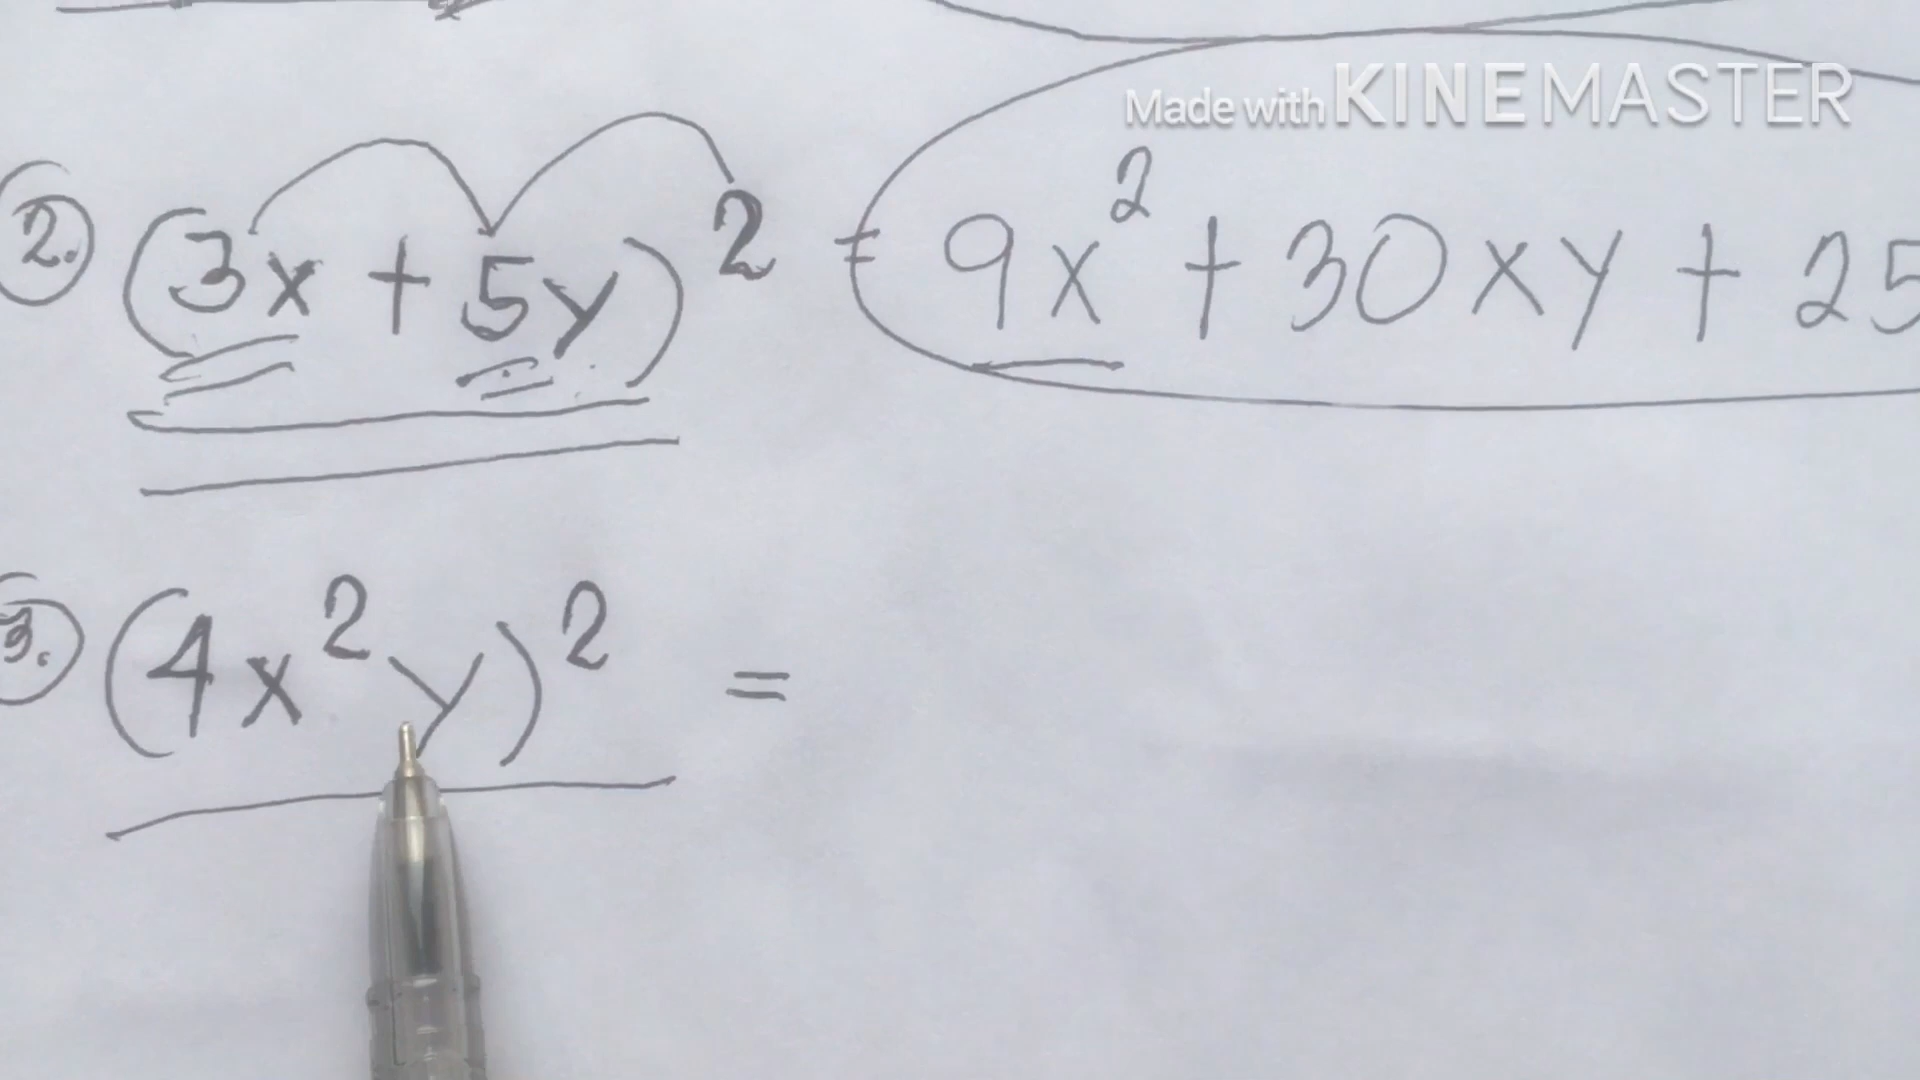 Made with KINEMASTER
2. (3x + 5y)² = 9x² + 30xy + 25
3. (4x²y)² =